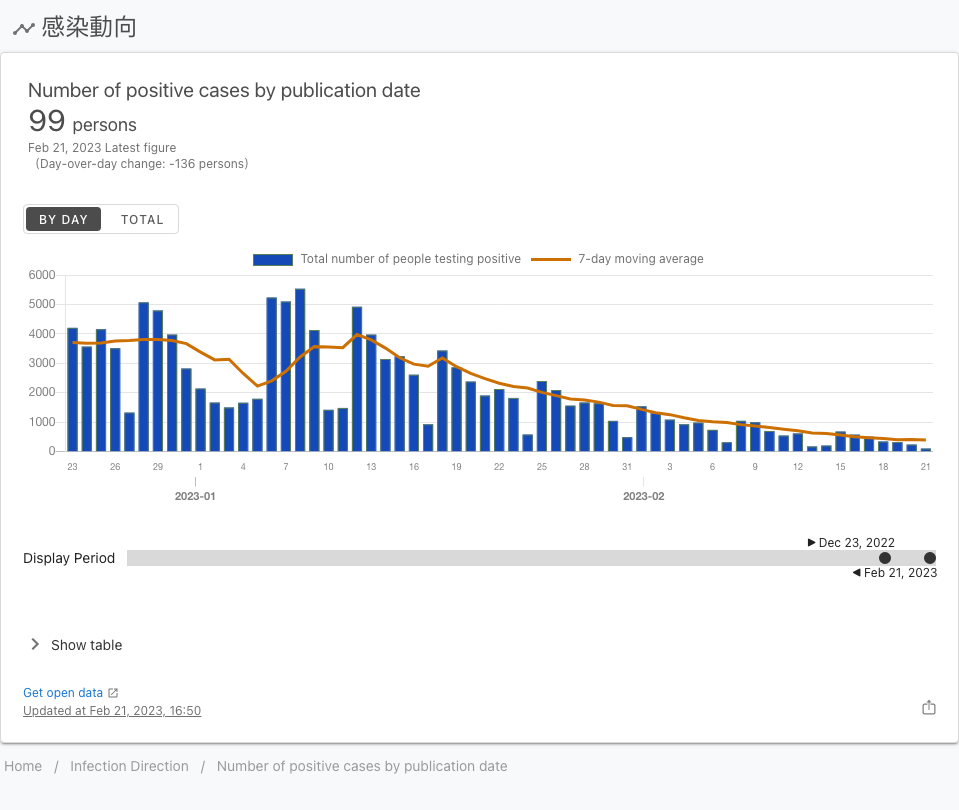 感染動向
Number of positive cases by publication date
99 persons
Feb 21, 2023 Latest figure
(Day-over-day change: -136 persons)
BY DAY TOTAL
Total number of people testing positive 7-day moving average
6000
5000
4000
3000
2000
1000
0
23 26 29 1 4 7 10 13 16 19 22 25 28 31 3 6 9 12 15 18 21
2023-01 2023-02
Dec 23, 2022
Display Period
Feb 21, 2023
Show table
Get open data
Updated at Feb 21, 2023, 16:50
Home / Infection Direction / Number of positive cases by publication date